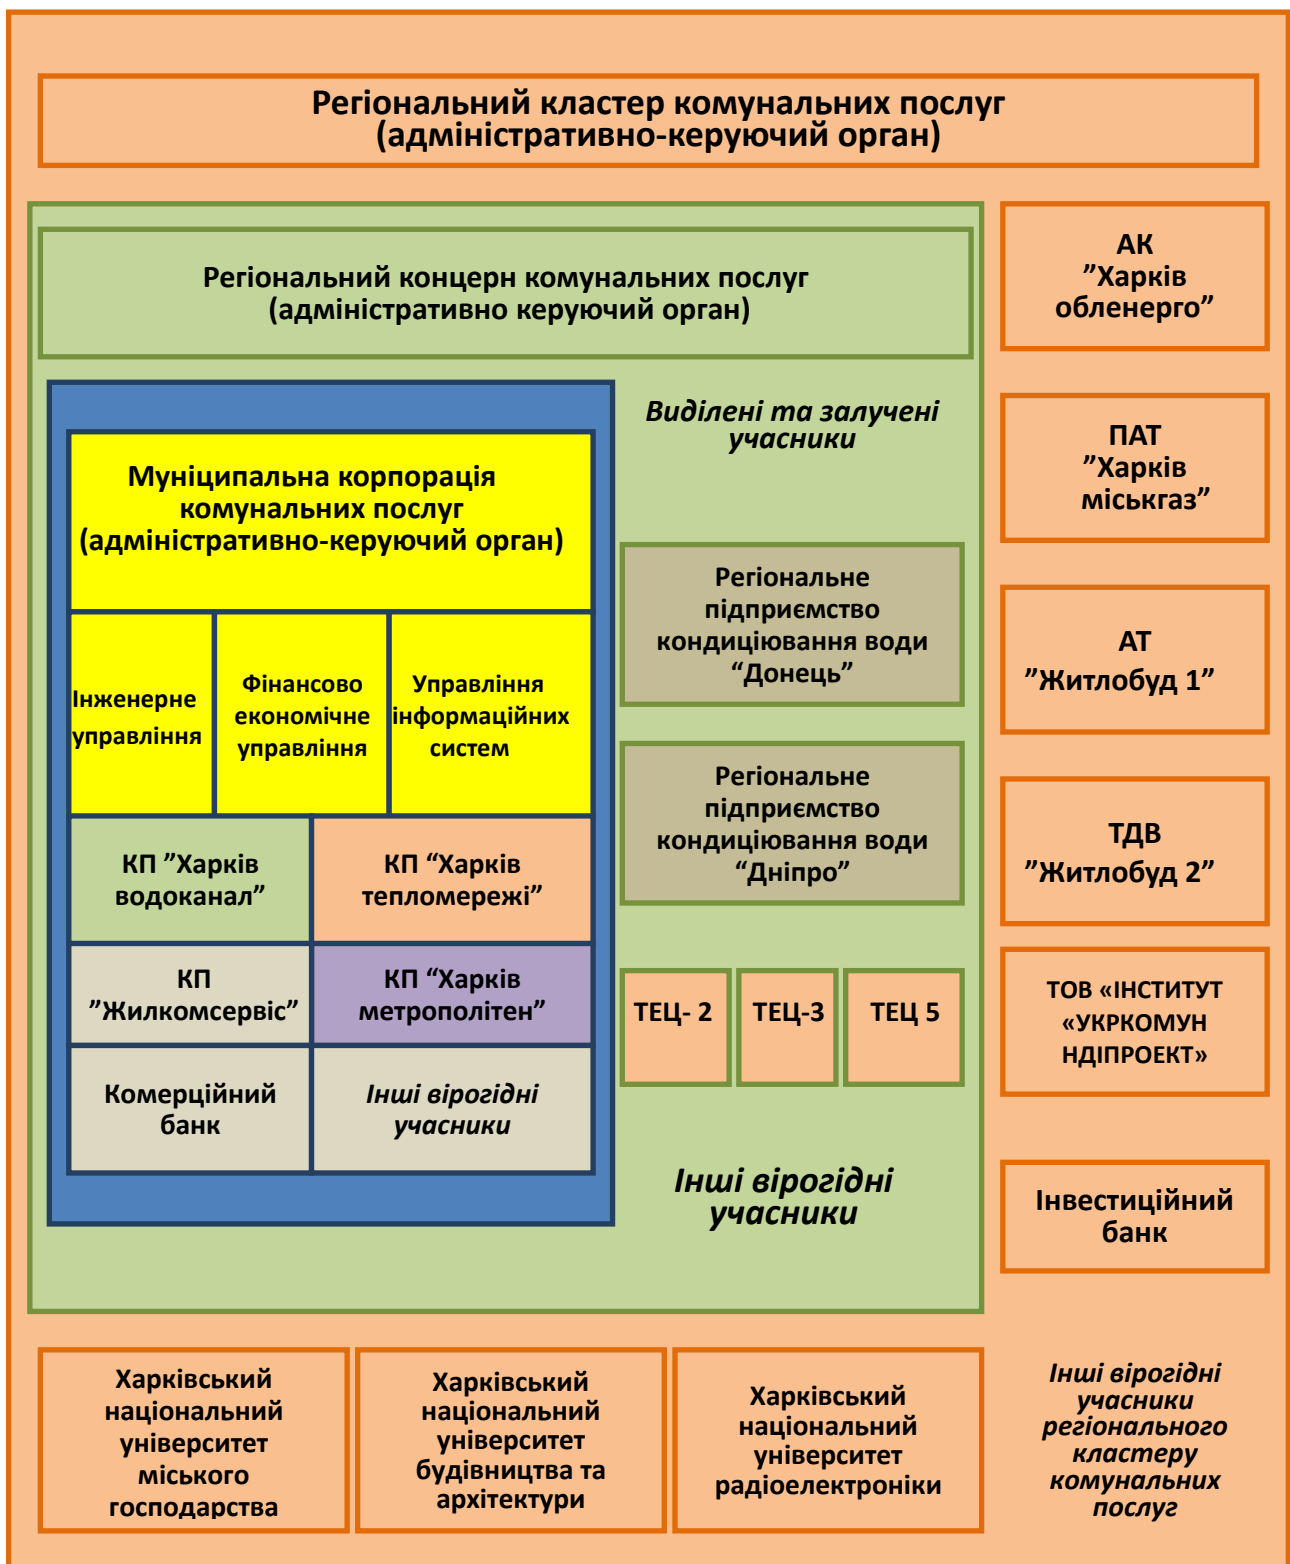 Регіональний кластер комунальних послуг
(адміністративно-керуючий орган)
Регіональний концерн комунальних послуг
(адміністративно керуючий орган)
АК
”Харків
обленерго”
Виділені та залучені
учасники
ПАТ
”Харків
міськгаз”
Муніципальна корпорація
комунальних послуг
(адміністративно-керуючий орган)
Регіональне
підприємство
кондиціювання води
“Донець”
АТ
”Житлобуд 1”
Інженерне
управління
Фінансово
економічне
управління
Управління
інформаційних
систем
Регіональне
підприємство
кондиціювання води
“Дніпро”
ТДВ
”Житлобуд 2”
КП ”Харків
водоканал”
КП “Харків
тепломережі”
КП
”Жилкомсервіс”
КП “Харків
метрополітен”
ТЕЦ- 2
ТЕЦ-3
ТЕЦ 5
ТОВ «ІНСТИТУТ
«УКРКОМУН
НДІПРОЕКТ»
Комерційний
банк
Інші вірогідні
учасники
Інші вірогідні
учасники
Інвестиційний
банк
Харківський
національний
університет
міського
господарства
Харківський
національний
університет
будівництва та
архітектури
Харківський
національний
університет
радіоелектроніки
Інші вірогідні
учасники
регіонального
кластеру
комунальних
послуг